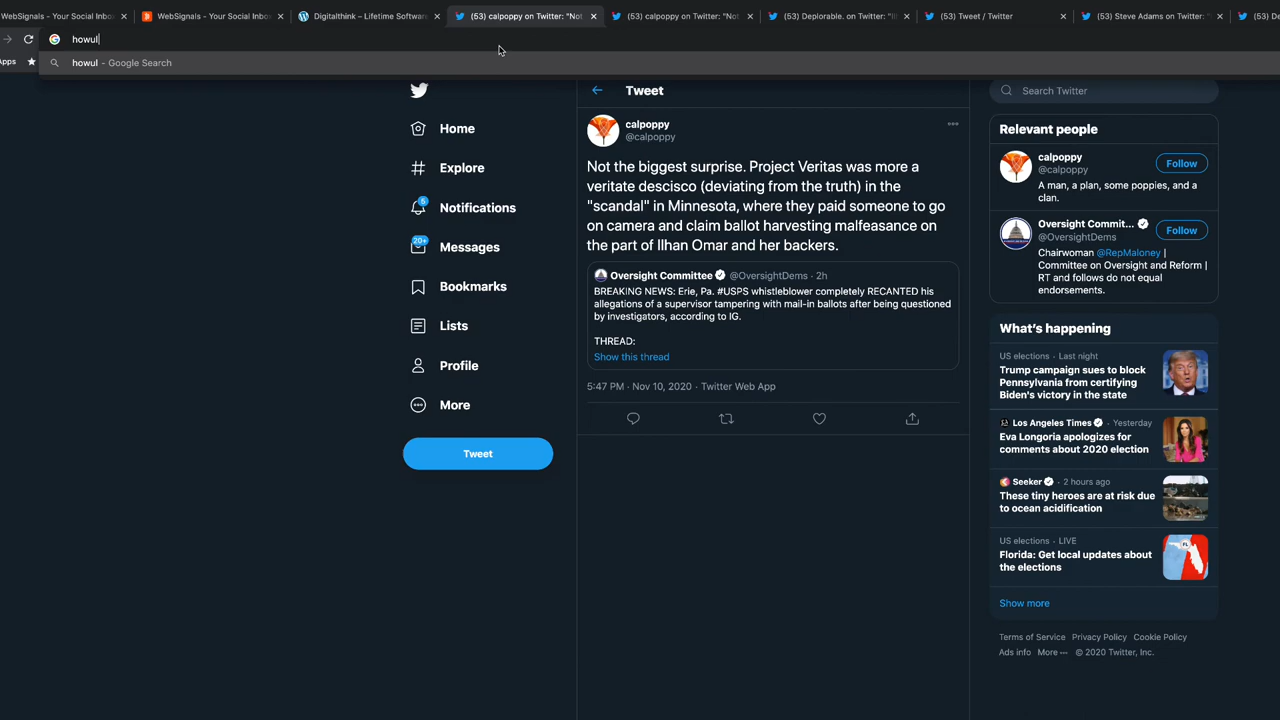 WebSignals - Your Social Inbo
WebSignals - Your Social Inbo
Digitalthink – Lifetime Softwar
(53) calpoppy on Twitter: "Not
(53) calpoppy on Twitter: "Not
(53) Deplorable. on Twitter: "II
(53) Tweet / Twitter
(53) Steve Adams on Twitter: "
(53) De
howul
Apps
howul - Google Search
Tweet
Search Twitter
Home
Explore
5
Notifications
20+
Messages
Bookmarks
Lists
Profile
More
Tweet
calpoppy
@calpoppy
Not the biggest surprise. Project Veritas was more a
veritate descisco (deviating from the truth) in the
"scandal" in Minnesota, where they paid someone to go
on camera and claim ballot harvesting malfeasance on
the part of Ilhan Omar and her backers.
Oversight Committee @OversightDems · 2h
BREAKING NEWS: Erie, Pa. #USPS whistleblower completely RECANTED his
allegations of a supervisor tampering with mail-in ballots after being questioned
by investigators, according to IG.
THREAD:
Show this thread
5:47 PM · Nov 10, 2020 · Twitter Web App
Relevant people
calpoppy
@calpoppy
Follow
A man, a plan, some poppies, and a
clan.
Oversight Commit...
@OversightDems
Follow
Chairwoman @RepMaloney |
Committee on Oversight and Reform |
RT and follows do not equal
endorsements.
What's happening
US elections · Last night
Trump campaign sues to block
Pennsylvania from certifying
Biden's victory in the state
Los Angeles Times · Yesterday
Eva Longoria apologizes for
comments about 2020 election
Seeker · 2 hours ago
These tiny heroes are at risk due
to ocean acidification
US elections · LIVE
Florida: Get local updates about
the elections
Show more
Terms of Service Privacy Policy Cookie Policy
Ads info More ··· © 2020 Twitter, Inc.